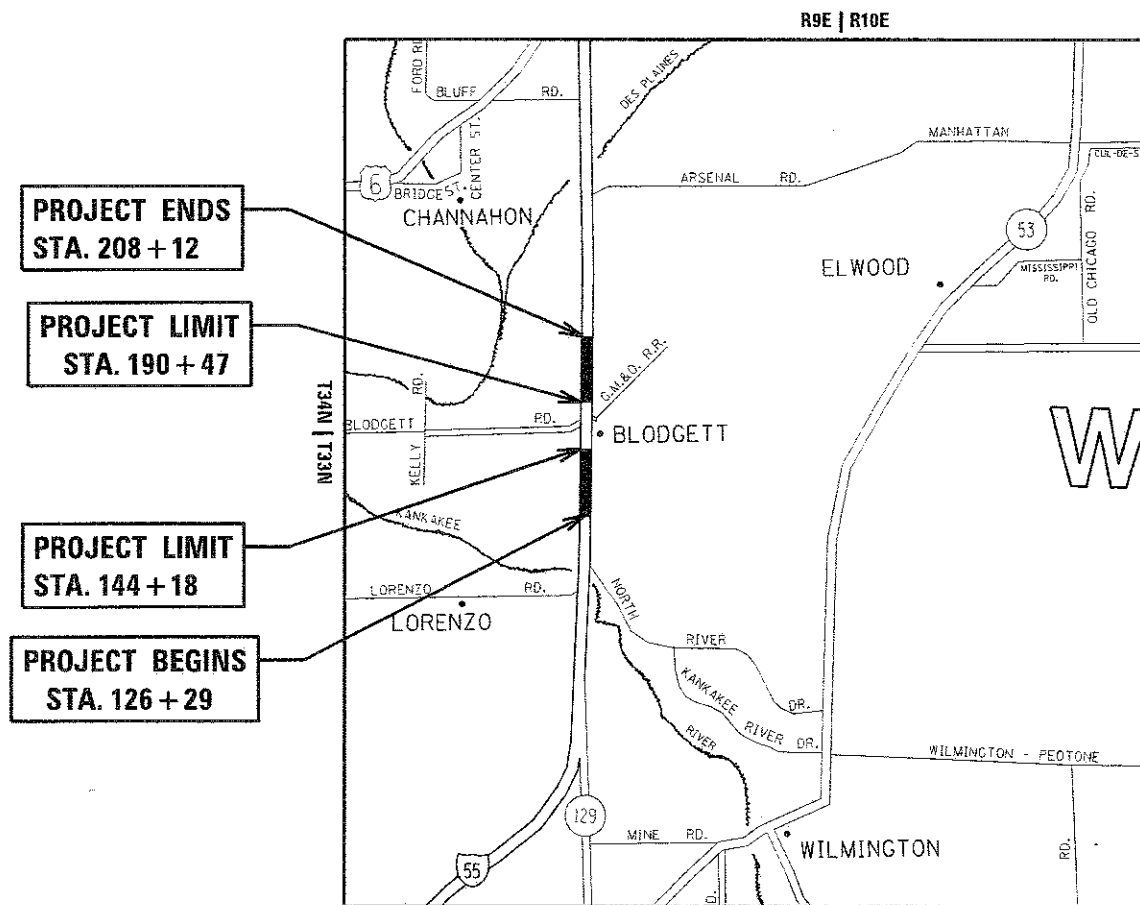 R9E | R10E
FORD RD
BLUFF RD.
DES PLAINES
CENTER ST.
6
BRIDGE ST.
CHANNAHON
MANHATTAN
CUL-DE-S
ARSENAL RD.
53
OLD CHICAGO RD.
ELWOOD
MISSISSIPPI
RD.
PROJECT ENDS
STA. 208+12
PROJECT LIMIT
STA. 190+47
G.M.&O. R.R.
T34N | T33N
BLODGETT RD.
KELLY RD.
BLODGETT
W
KANKAKEE
PROJECT LIMIT
STA. 144+18
LORENZO RD.
LORENZO
NORTH
RIVER
DR.
KANKAKEE
RIVER
DR.
RIVER
PROJECT BEGINS
STA. 126+29
WILMINGTON - PEOTONE
RD.
129
MINE RD.
WILMINGTON
55
D.